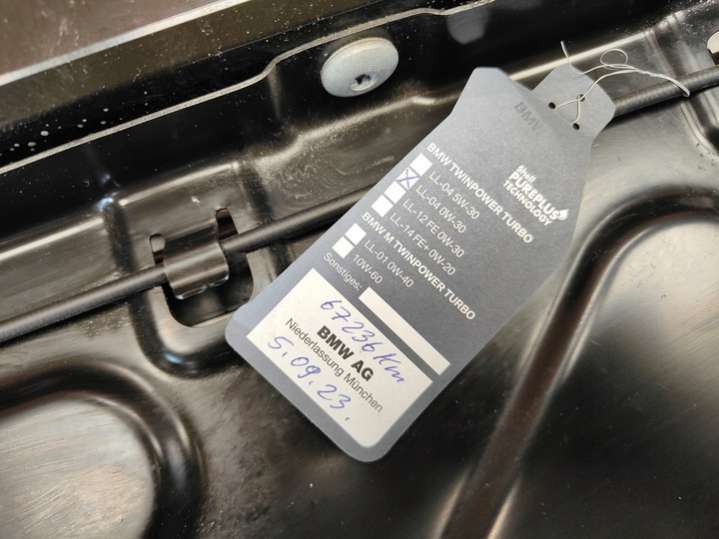 BMW
Shell
PUREPLUS
TECHNOLOGY
BMW TWINPOWER TURBO
LL-04 5W-30
LL-04 0W-30
LL-12 FE 0W-30
LL-14 FE+ 0W-20
BMW M TWINPOWER TURBO
LL-01 0W-40
10W-60
Sonstiges:
67236 Km
BMW AG
Niederlassung München
5.09.23.